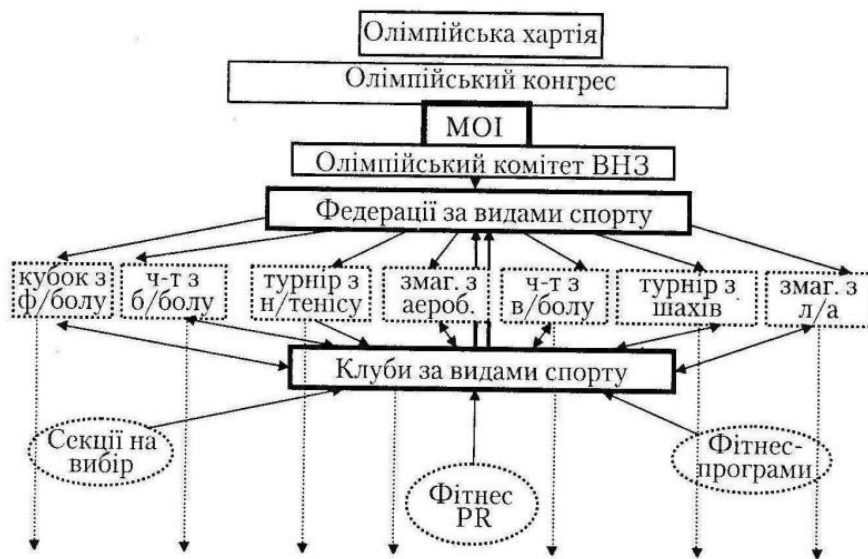 Олімпійська хартія
Олімпійський конгрес
МОІ
Олімпійський комітет ВНЗ
Федерації за видами спорту
кубок з
ф/болу
ч-т з
б/болу
турнір з
н/тенісу
змаг. з
аероб.
ч-т з
в/болу
турнір з
шахів
змаг. з
л/а
Клуби за видами спорту
Секції на
вибір
Фітнес
PR
Фітнес-
програми